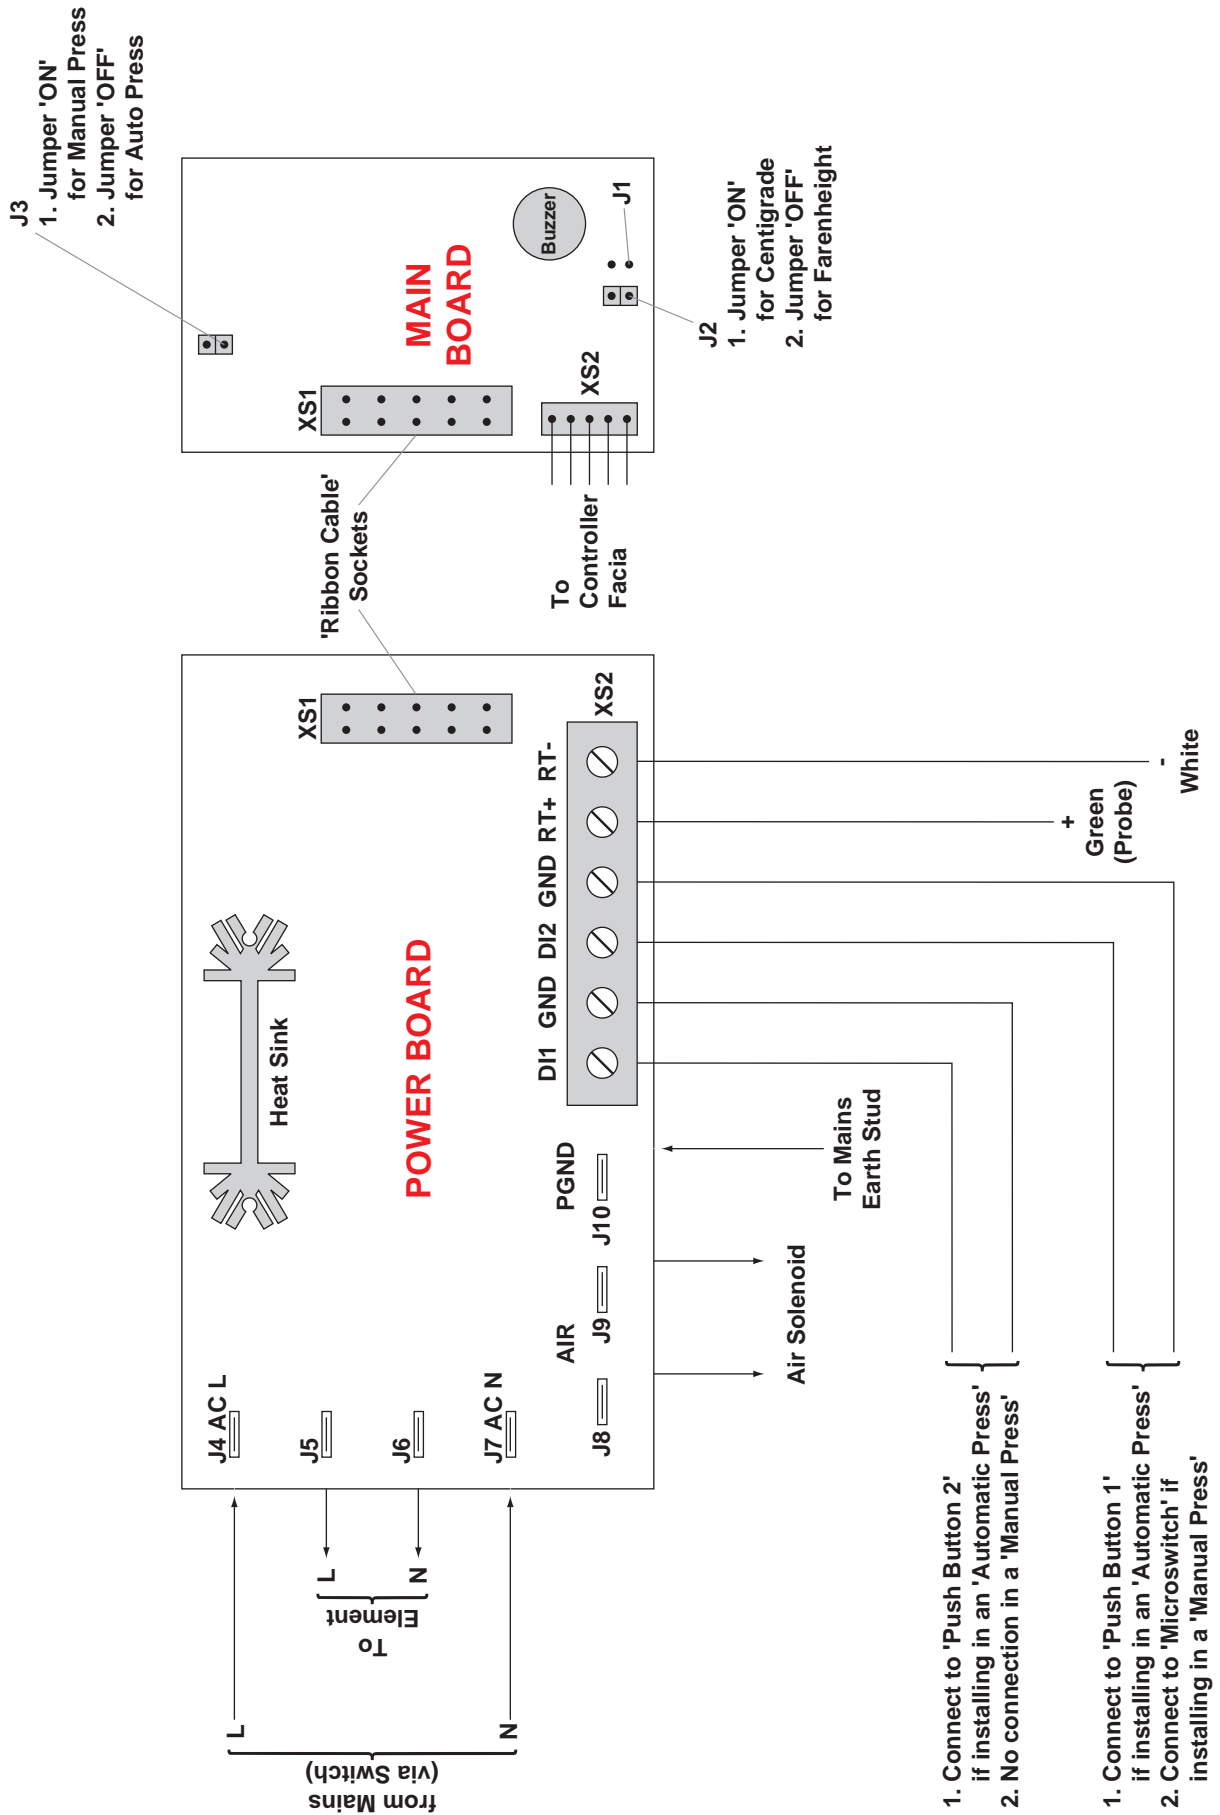 J3
1. Jumper 'ON'
for Manual Press
2. Jumper 'OFF'
for Auto Press
MAIN
BOARD
Buzzer
J1
J2
1. Jumper 'ON'
for Centigrade
2. Jumper 'OFF'
for Farenheight
XS1
XS2
To
Controller
Facia
'Ribbon Cable'
Sockets
XS1
XS2
Heat Sink
POWER BOARD
J4 AC L
J5
J6
J7 AC N
J8
AIR
J9
J10
PGND
DI1
GND
DI2
GND
RT+
RT-
from Mains
(via Switch)
L
N
To
Element
L
N
Air Solenoid
To Mains
Earth Stud
+
Green
(Probe)
-
White
1. Connect to 'Push Button 2'
if installing in an 'Automatic Press'
2. No connection in a 'Manual Press'
1. Connect to 'Push Button 1'
if installing in an 'Automatic Press'
2. Connect to 'Microswitch' if
installing in a 'Manual Press'